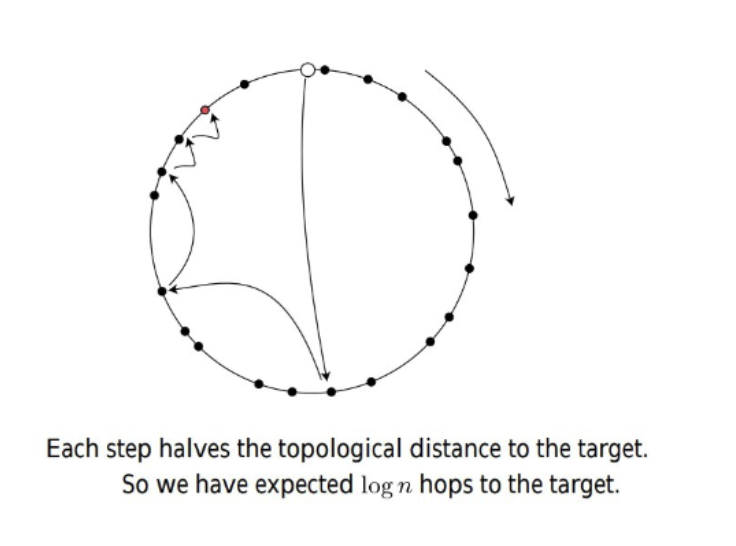 Each step halves the topological distance to the target.
So we have expected log n hops to the target.